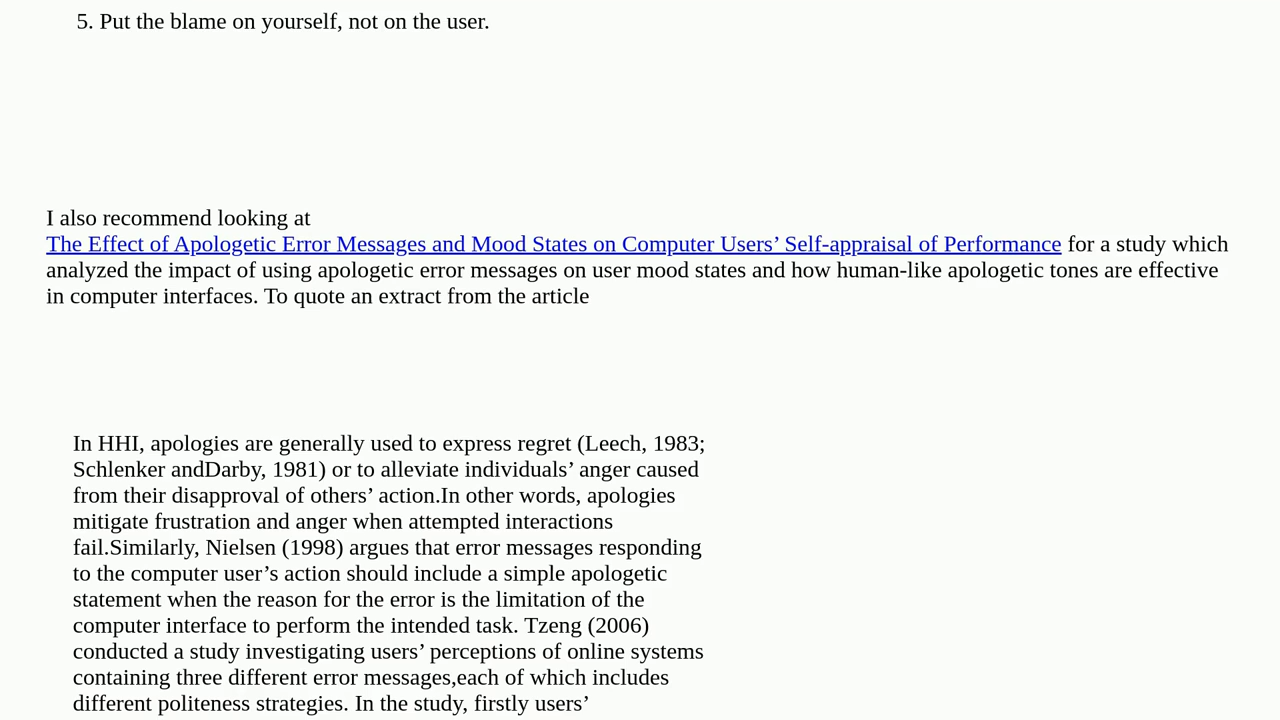 5. Put the blame on yourself, not on the user.
I also recommend looking at
The Effect of Apologetic Error Messages and Mood States on Computer Users’ Self-appraisal of Performance for a study which
analyzed the impact of using apologetic error messages on user mood states and how human-like apologetic tones are effective
in computer interfaces. To quote an extract from the article
In HHI, apologies are generally used to express regret (Leech, 1983;
Schlenker andDarby, 1981) or to alleviate individuals’ anger caused
from their disapproval of others’ action.In other words, apologies
mitigate frustration and anger when attempted interactions
fail.Similarly, Nielsen (1998) argues that error messages responding
to the computer user’s action should include a simple apologetic
statement when the reason for the error is the limitation of the
computer interface to perform the intended task. Tzeng (2006)
conducted a study investigating users’ perceptions of online systems
containing three different error messages,each of which includes
different politeness strategies. In the study, firstly users’